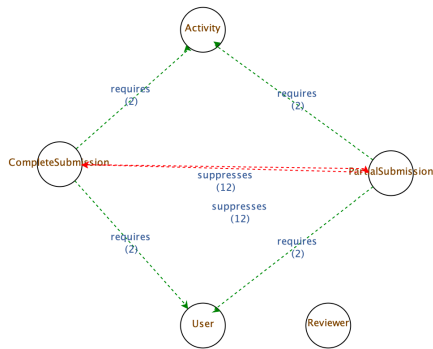 Activity
requires
(2)
requires
(2)
CompleteSubmission
PartialSubmission
suppresses
(12)
suppresses
(12)
requires
(2)
requires
(2)
User
Reviewer